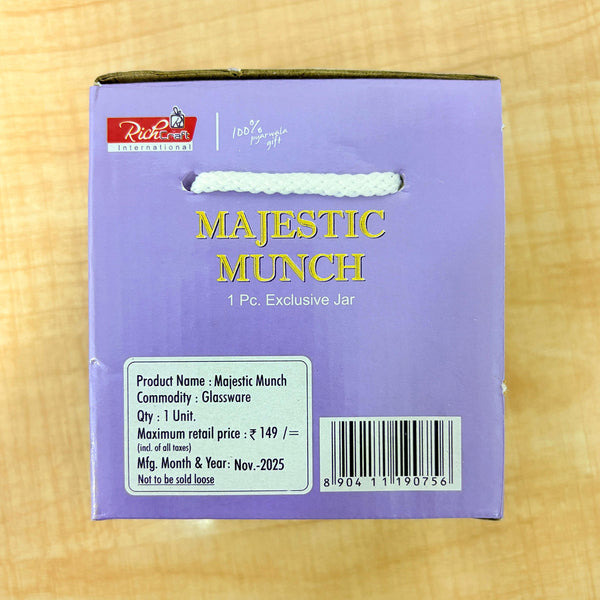 RichCraft
International
100%
pyarwala
gift
MAJESTIC
MUNCH
1 Pc. Exclusive Jar
Product Name : Majestic Munch
Commodity : Glassware
Qty : 1 Unit.
Maximum retail price : ₹ 149 /=
(incl. of all taxes)
Mfg. Month & Year: Nov.-2025
Not to be sold loose
8 904 11 190756